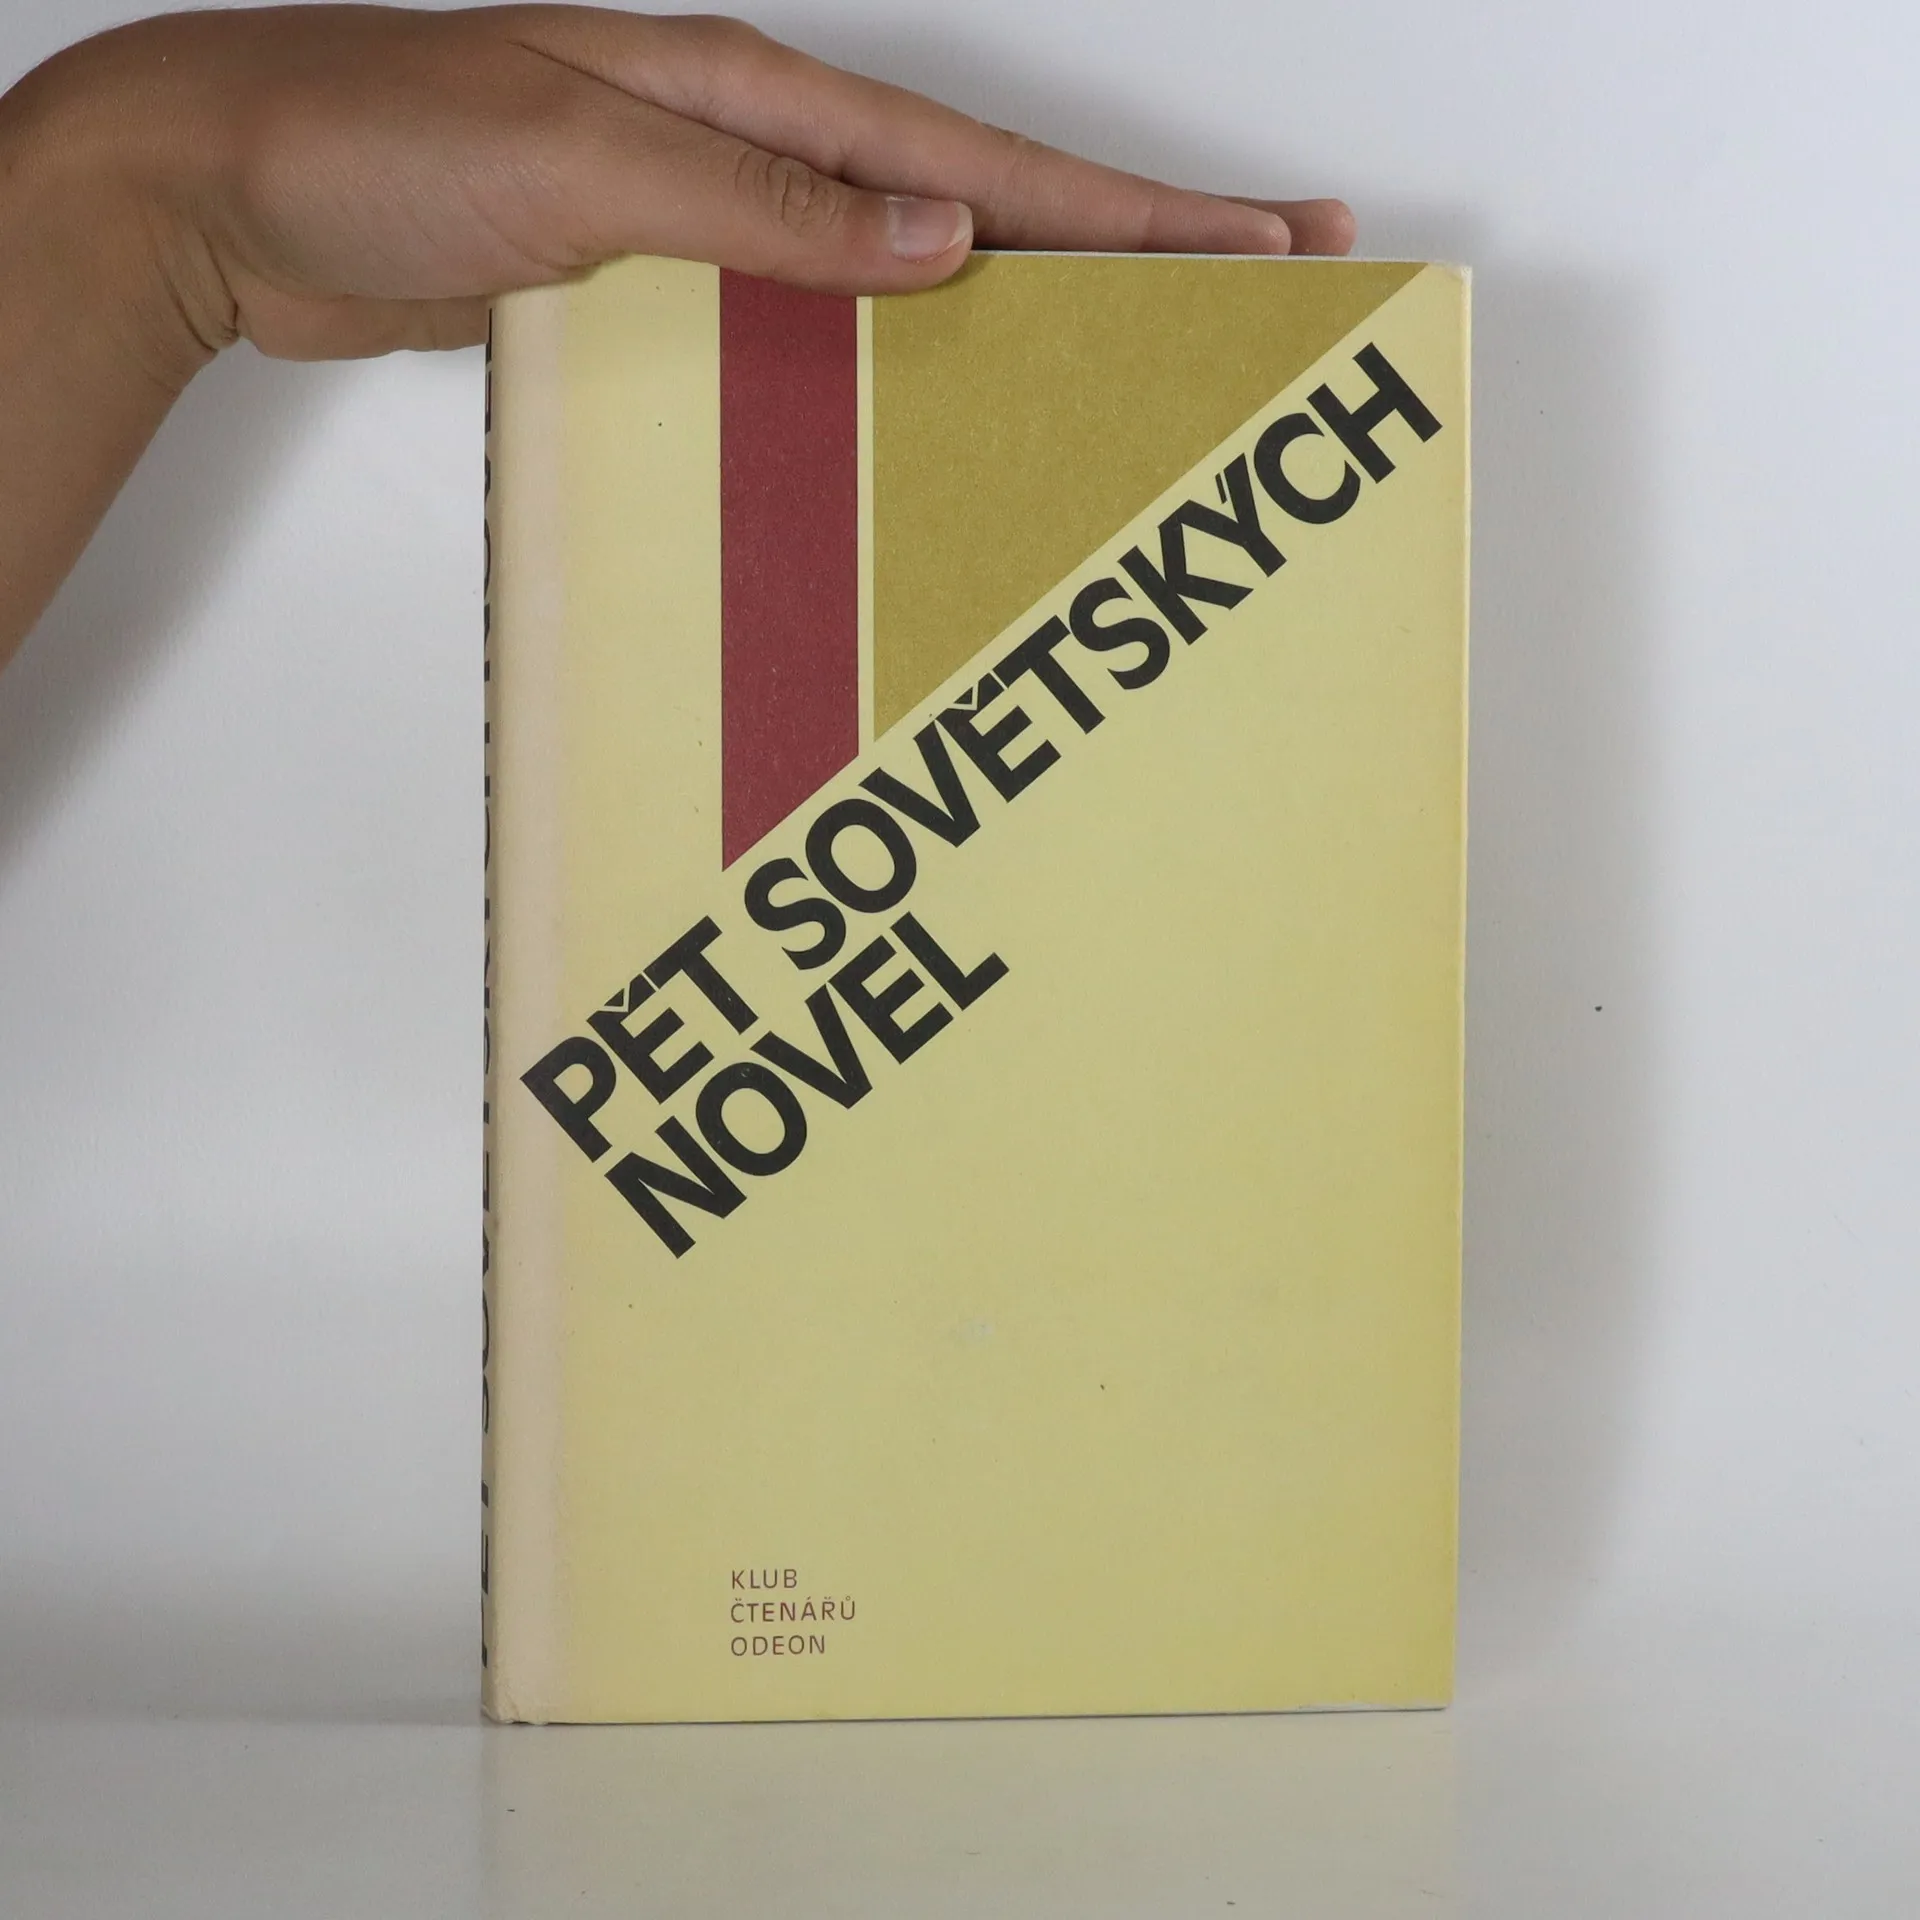 PĚT SOVĚTSKÝCH
NOVEL
KLUB
ČTENÁŘŮ
ODEON